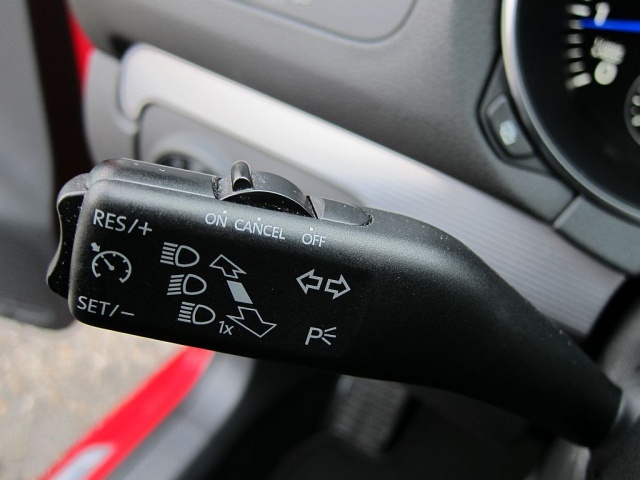 RES/+
ON CANCEL OFF
SET/-
1x
P